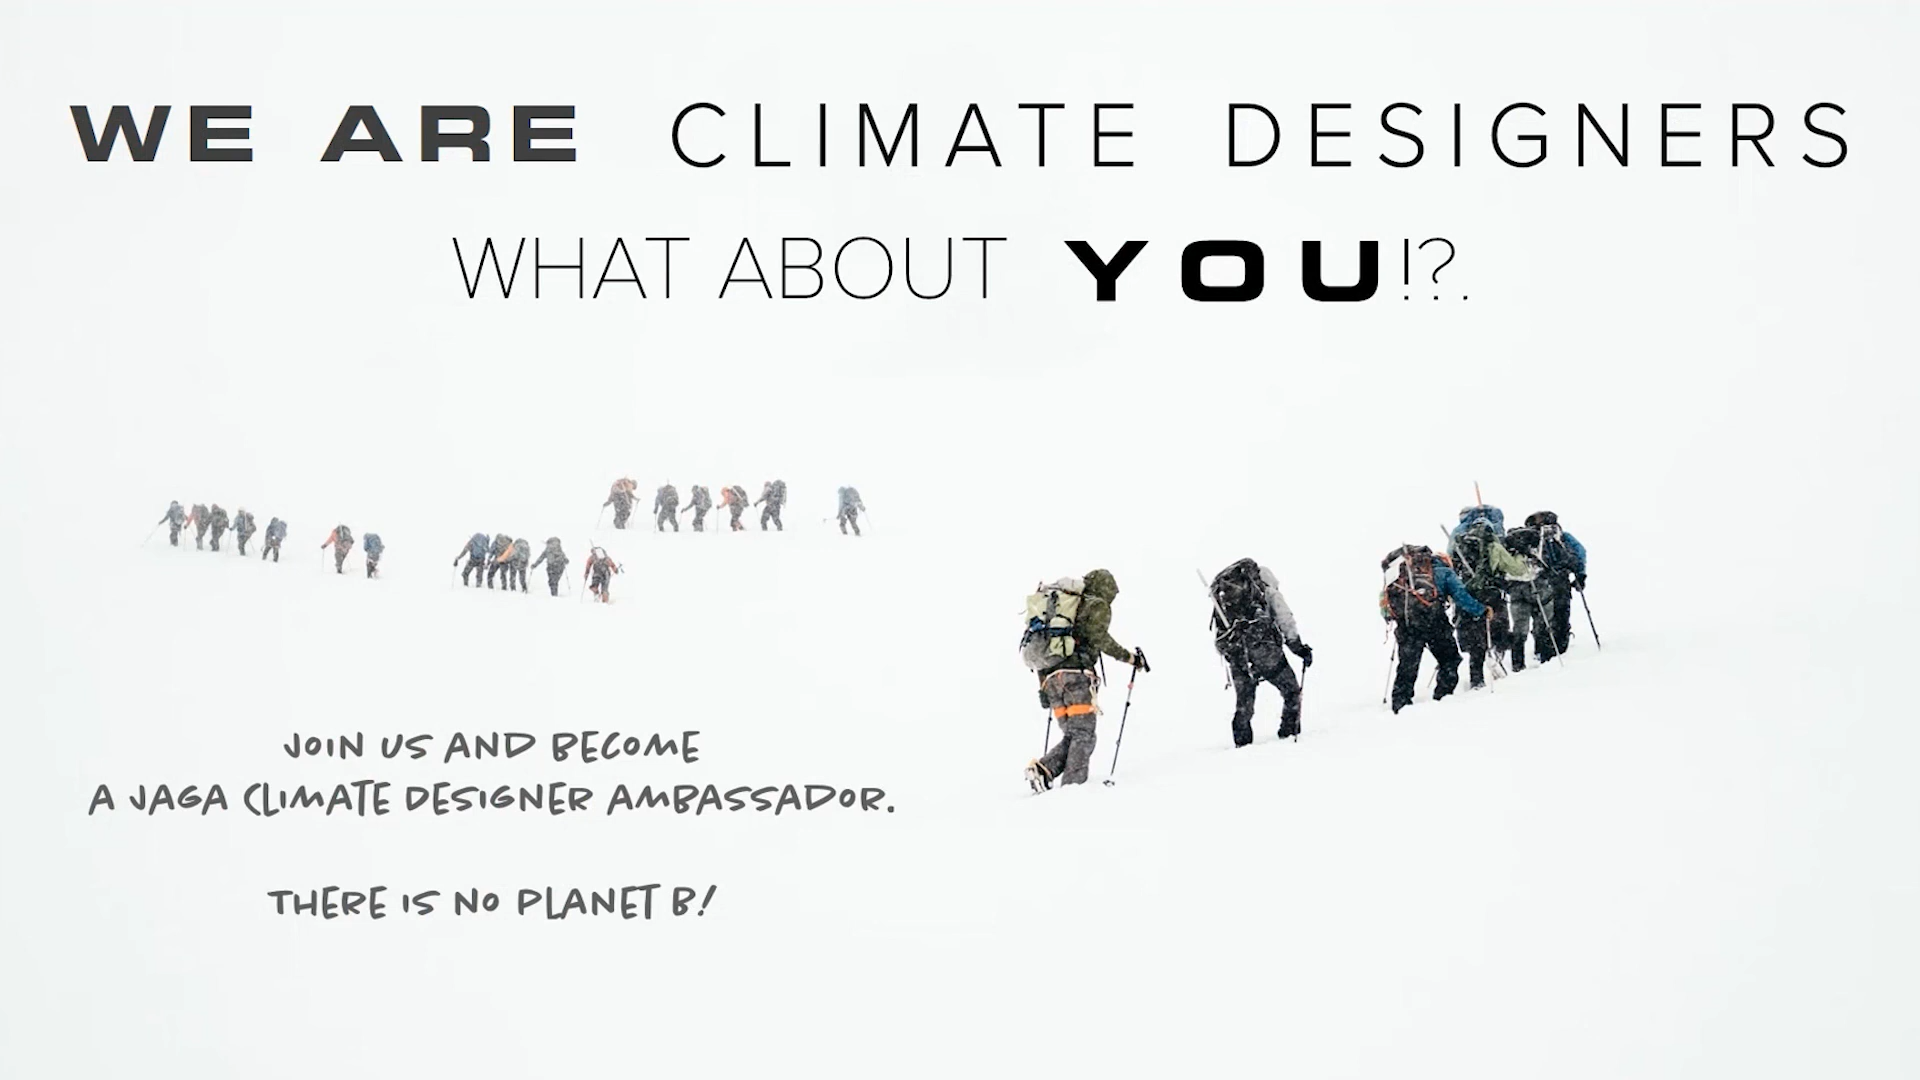 WE ARE CLIMATE DESIGNERS
WHAT ABOUT YOU!?.
JOIN US AND BECOME
A JAGA CLIMATE DESIGNER AMBASSADOR.
THERE IS NO PLANET B!